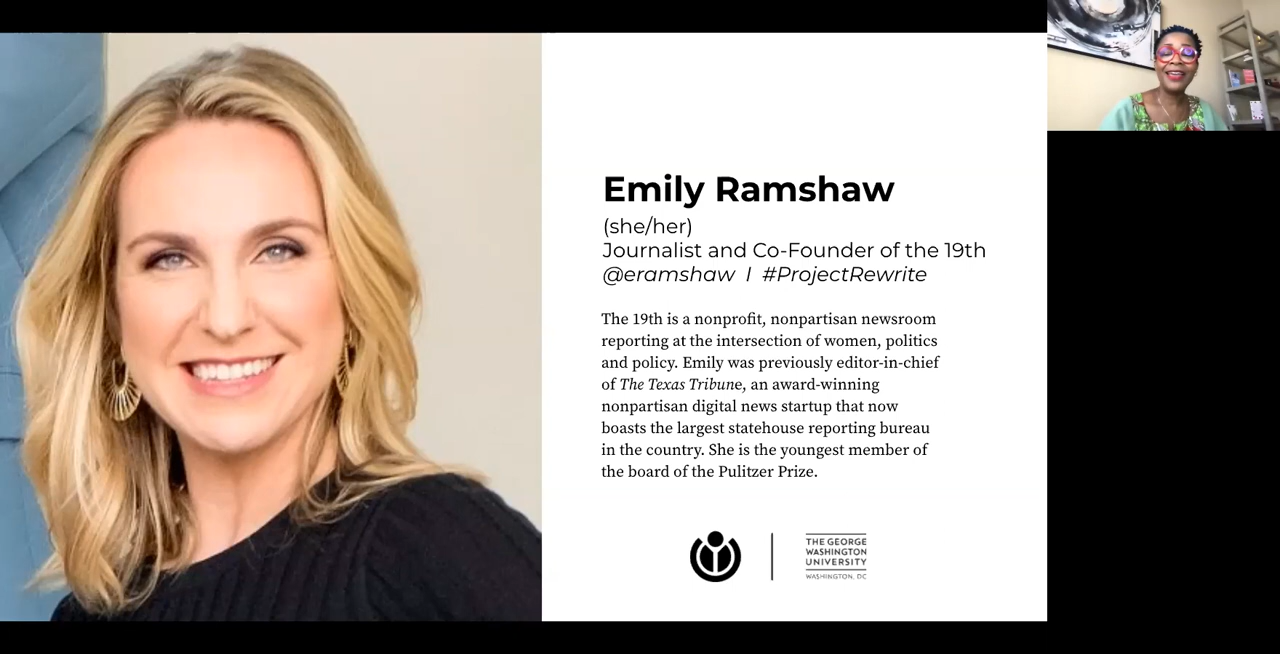 Emily Ramshaw
(she/her)
Journalist and Co-Founder of the 19th
@eramshaw I #ProjectRewrite
The 19th is a nonprofit, nonpartisan newsroom
reporting at the intersection of women, politics
and policy. Emily was previously editor-in-chief
of The Texas Tribune, an award-winning
nonpartisan digital news startup that now
boasts the largest statehouse reporting bureau
in the country. She is the youngest member of
the board of the Pulitzer Prize.
THE GEORGE
WASHINGTON
UNIVERSITY
WASHINGTON, DC